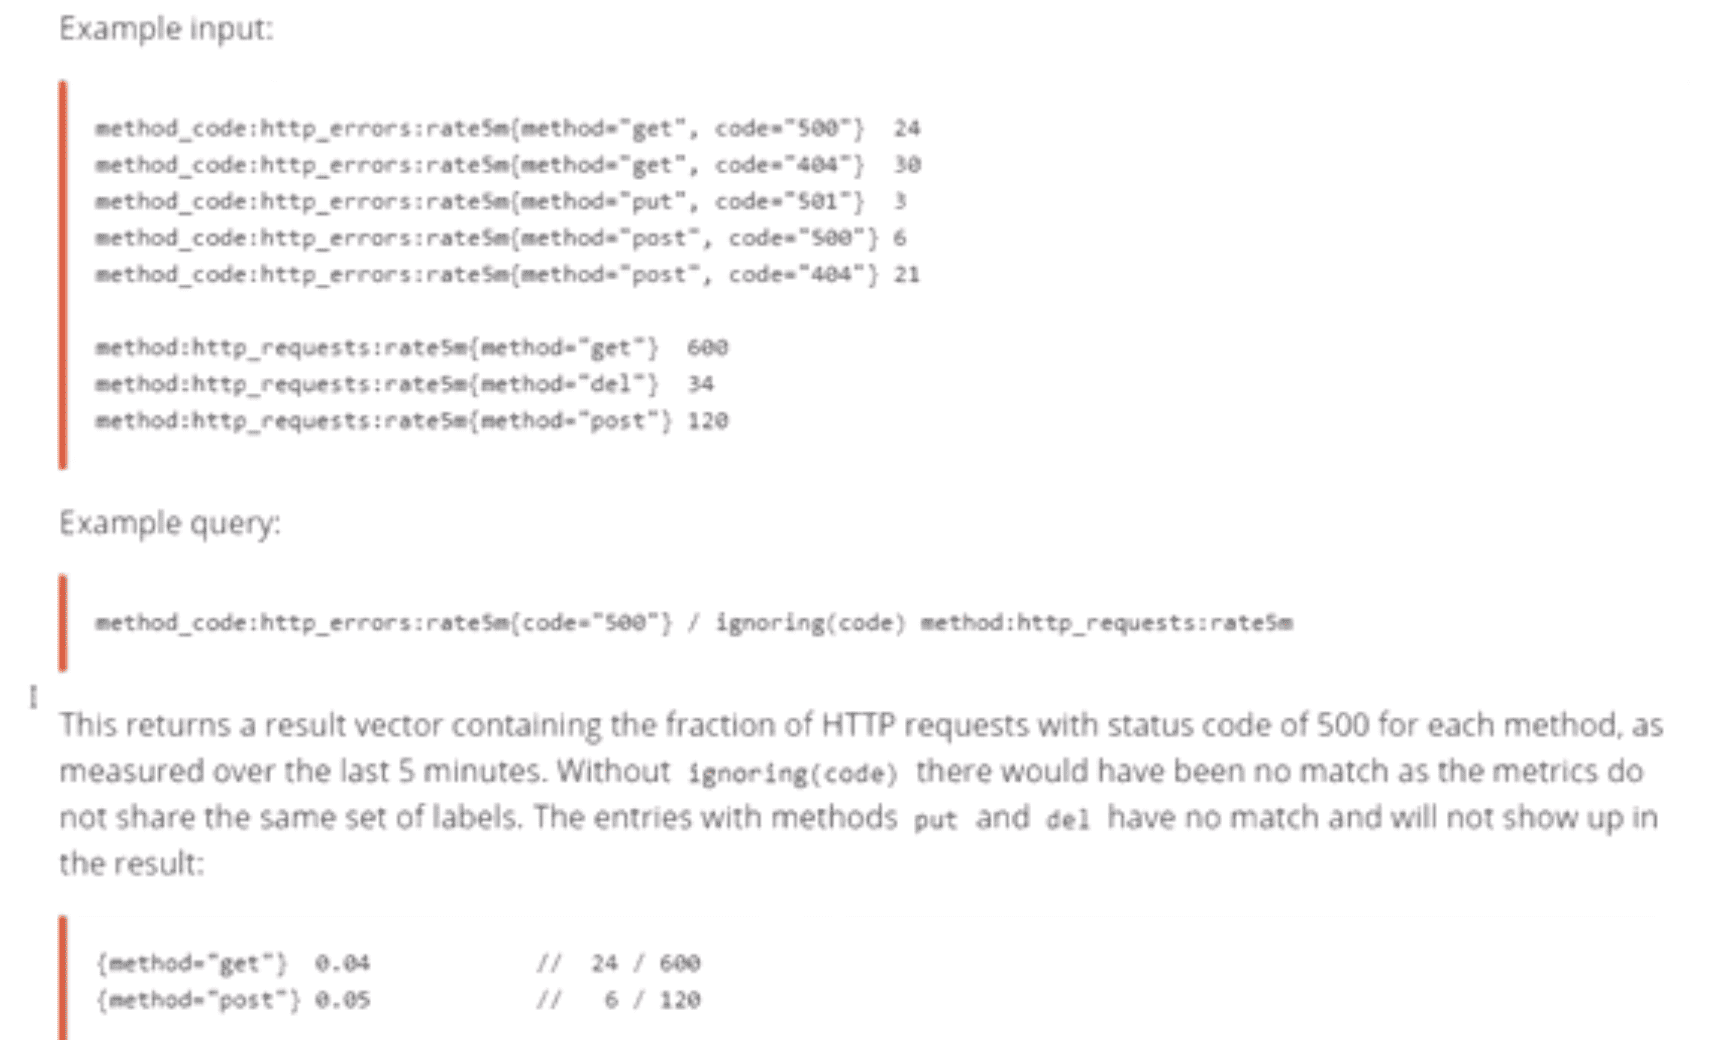 Example input:
method_code:http_errors:rate5m{method="get", code="500"}  24
method_code:http_errors:rate5m{method="get", code="404"}  30
method_code:http_errors:rate5m{method="put", code="501"}  3
method_code:http_errors:rate5m{method="post", code="500"} 6
method_code:http_errors:rate5m{method="post", code="404"} 21
method:http_requests:rate5m{method="get"}  600
method:http_requests:rate5m{method="del"}  34
method:http_requests:rate5m{method="post"} 120
Example query:
method_code:http_errors:rate5m{code="500"} / ignoring(code) method:http_requests:rate5m
This returns a result vector containing the fraction of HTTP requests with status code of 500 for each method, as
measured over the last 5 minutes. Without ignoring(code) there would have been no match as the metrics do
not share the same set of labels. The entries with methods put and del have no match and will not show up in
the result:
{method="get"}  0.04            //  24 / 600
{method="post"} 0.05            //   6 / 120